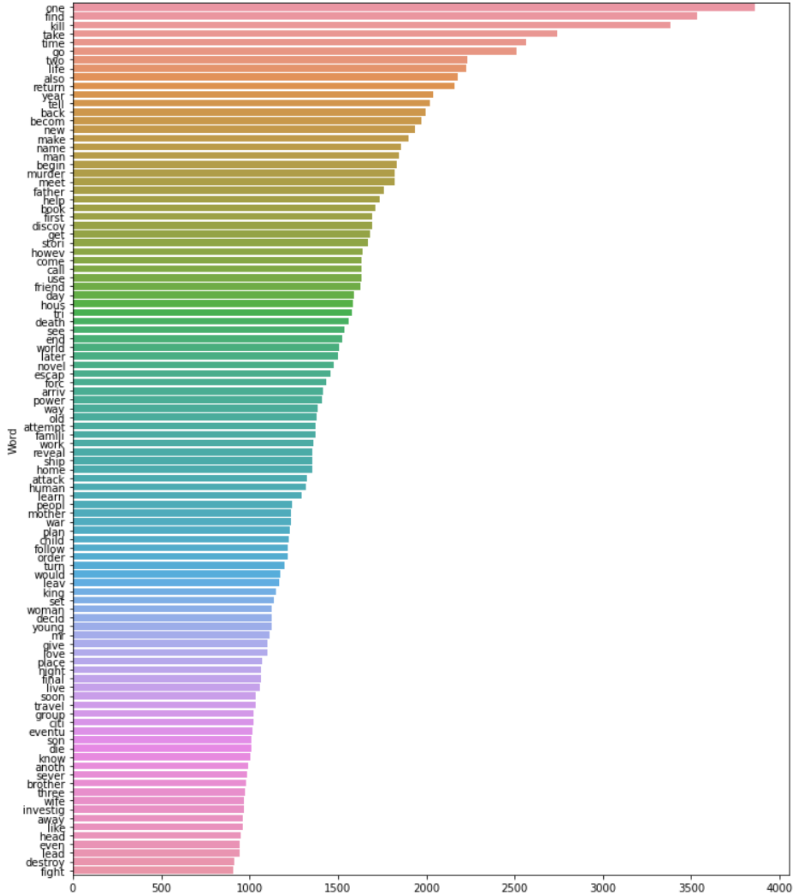 one
find
kill
take
time
go
two
life
also
return
year
tell
back
becom
new
make
name
man
begin
murder
meet
father
help
book
first
discov
get
stori
howev
come
call
use
friend
day
hous
tri
death
see
end
world
later
novel
escap
forc
arriv
power
way
old
attempt
famili
work
reveal
ship
home
attack
human
learn
peopl
mother
war
plan
child
follow
order
turn
would
leav
king
set
woman
decid
young
mr
give
love
place
night
final
live
soon
travel
group
citi
eventu
son
die
know
anoth
sever
brother
three
wife
investig
away
like
head
even
lead
destroy
fight
Word
0 500 1000 1500 2000 2500 3000 3500 4000